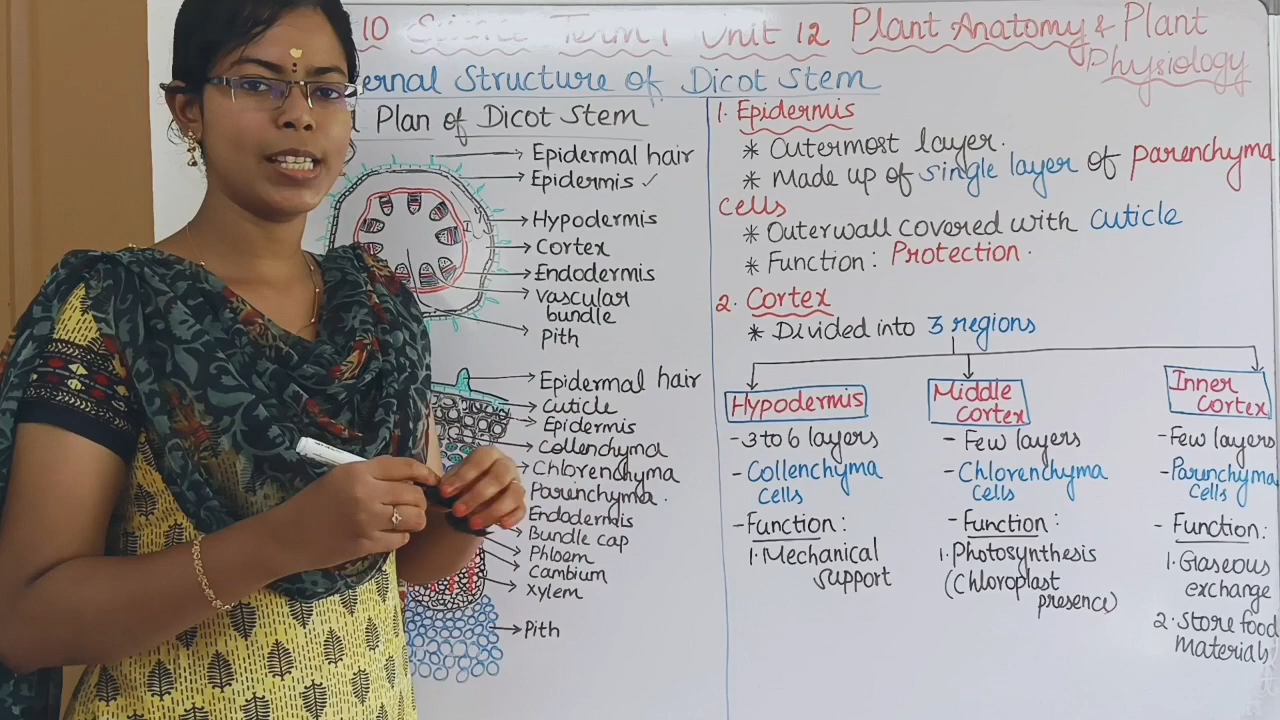 10 Science Term 1 Unit 12 Plant Anatomy & Plant
Physiology
ernal Structure of Dicot Stem
Plan of Dicot Stem
Epidermal hair
Epidermis ✓
Hypodermis
Cortex
Endodermis
Vascular
bundle
Pith
Epidermal hair
Cuticle
Epidermis
Collenchyma
Chlorenchyma
Parenchyma.
Endodermis
Bundle cap
Phloem
Cambium
Xylem
Pith
1. Epidermis
* Outermost layer.
* Made up of single layer of parenchyma
cells
* Outerwall covered with cuticle
* Function: Protection.
2. Cortex
* Divided into 3 regions
Hypodermis
- 3 to 6 layers
- Collenchyma
cells
- Function:
1. Mechanical
support
Middle
cortex
- Few layers
- Chlorenchyma
cells
- Function:
1. Photosynthesis
(Chloroplast
presence)
Inner
cortex
- Few layers
- Parenchyma
cells
- Function:
1. Gaseous
exchange
2. Store food
materials